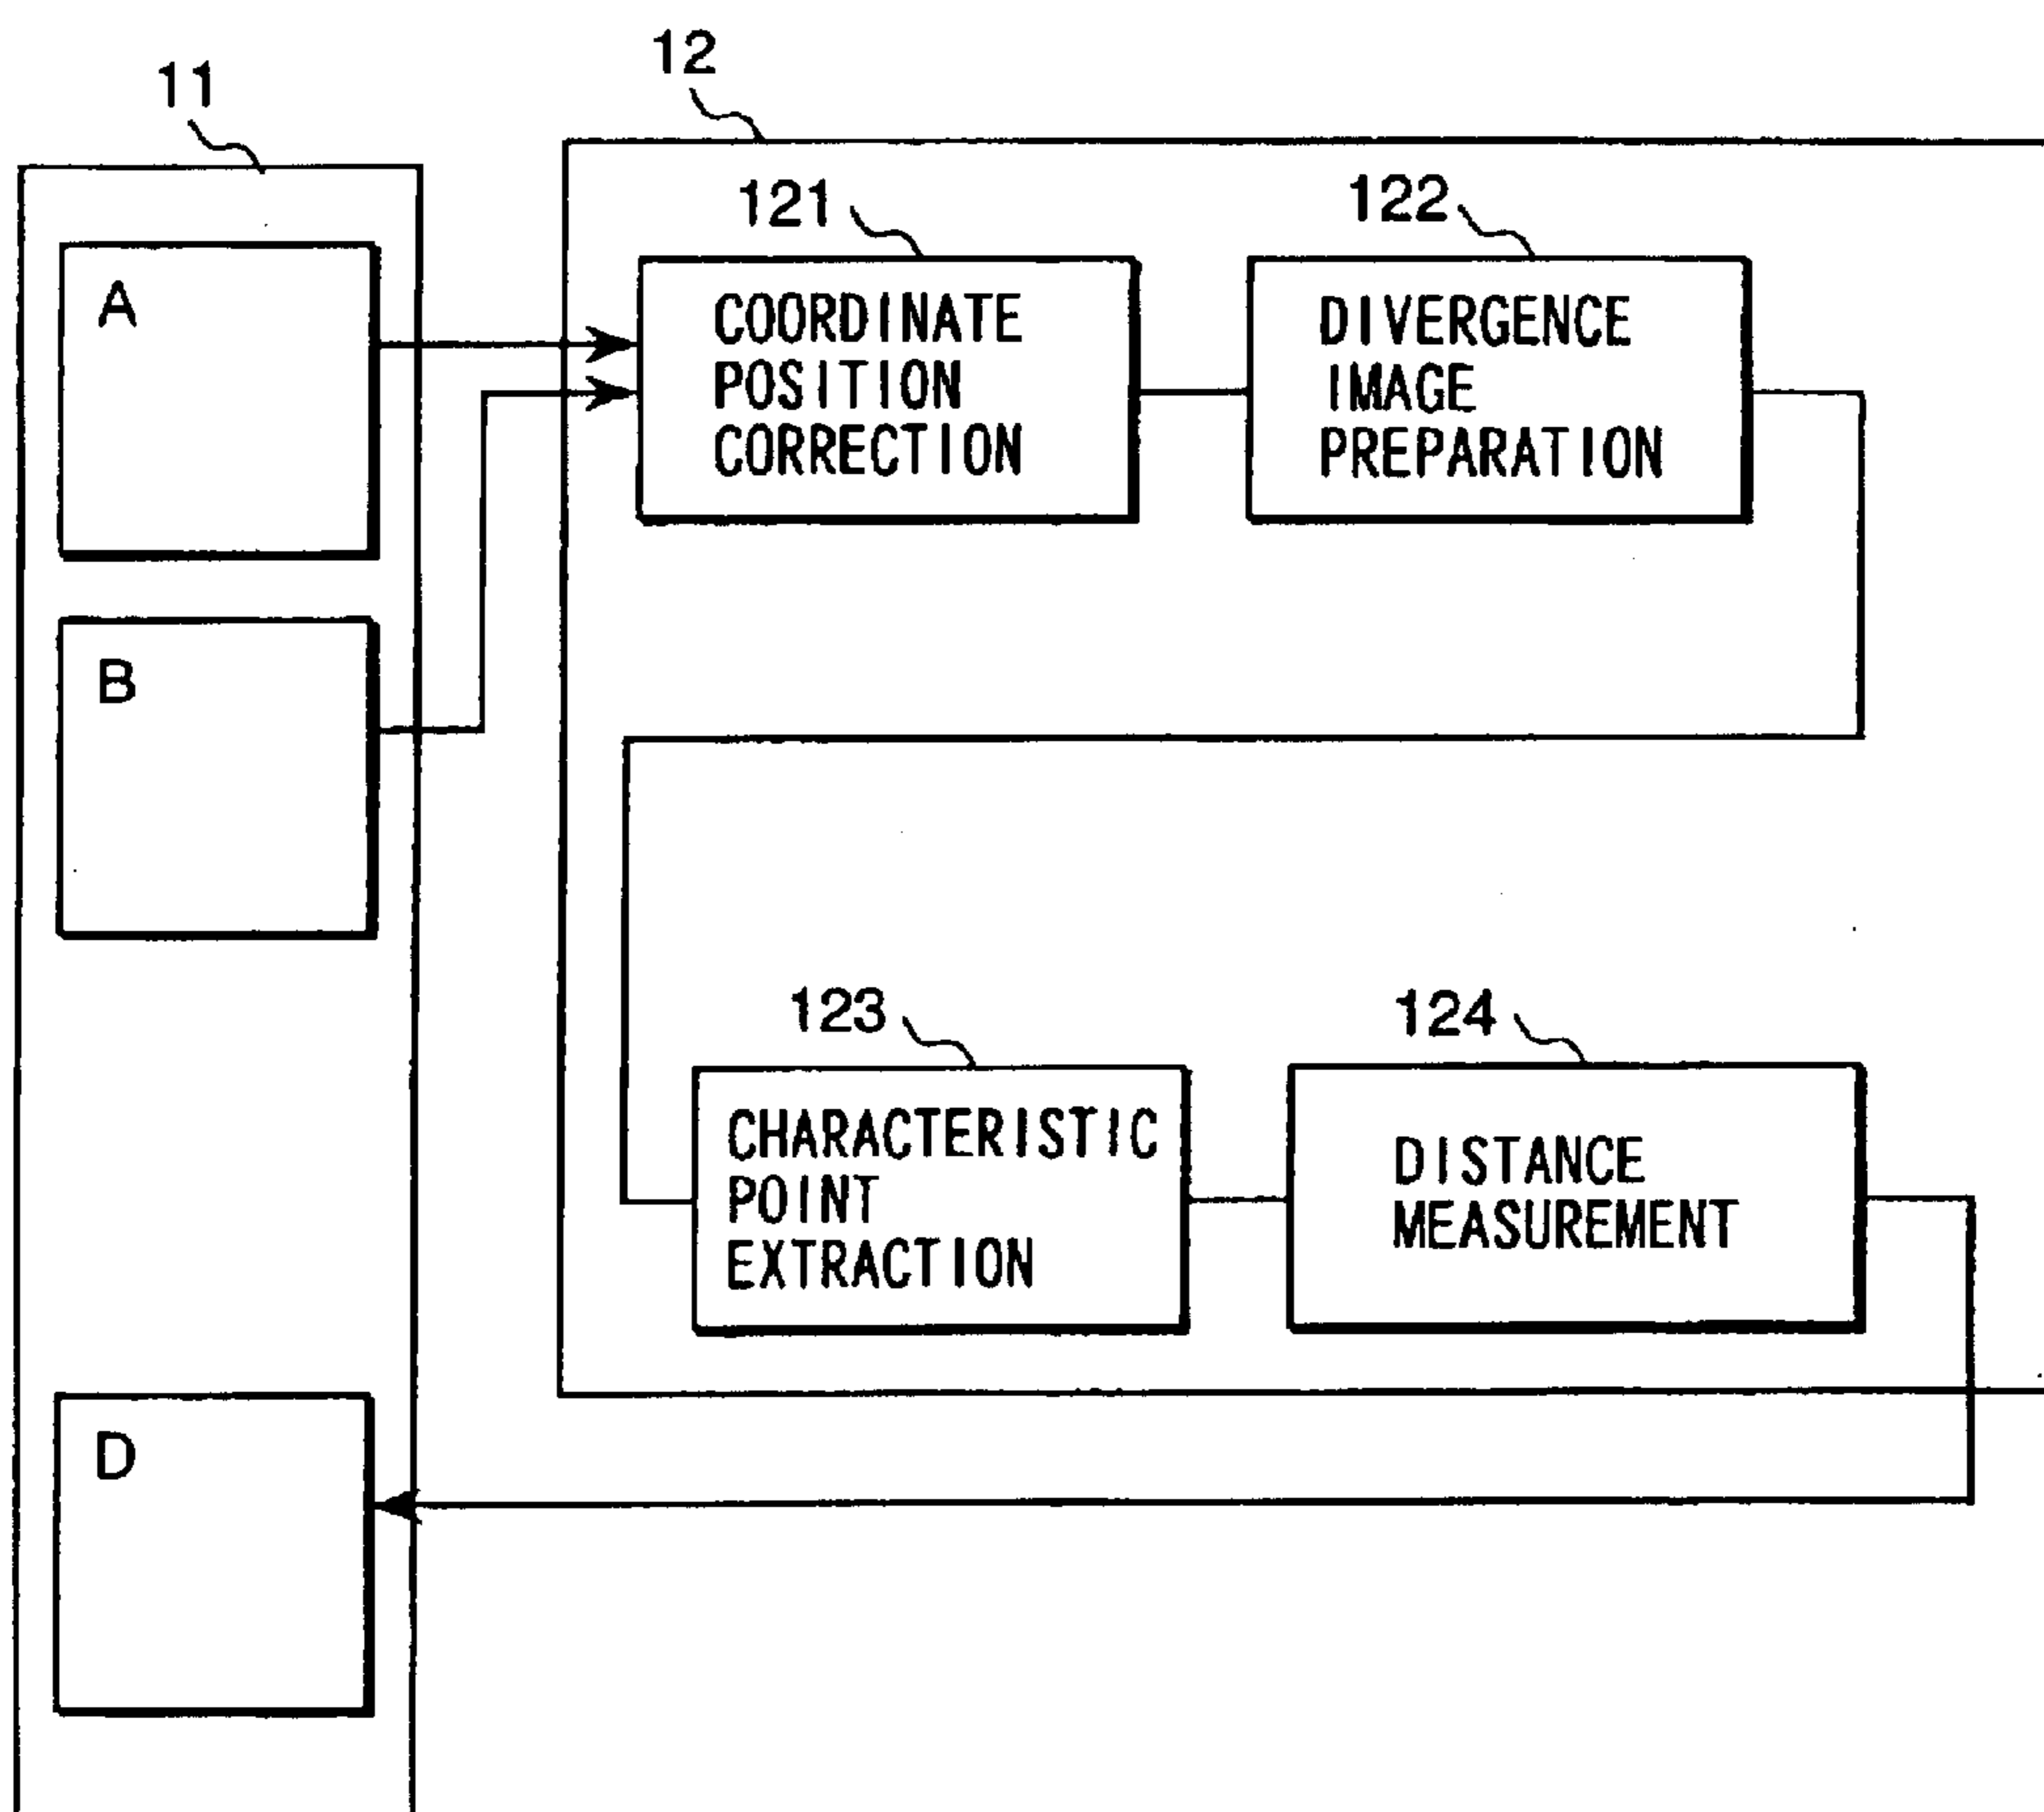 11
12
A
121
COORDINATE
POSITION
CORRECTION
122
DIVERGENCE
IMAGE
PREPARATION
B
123
CHARACTERISTIC
POINT
EXTRACTION
124
DISTANCE
MEASUREMENT
D